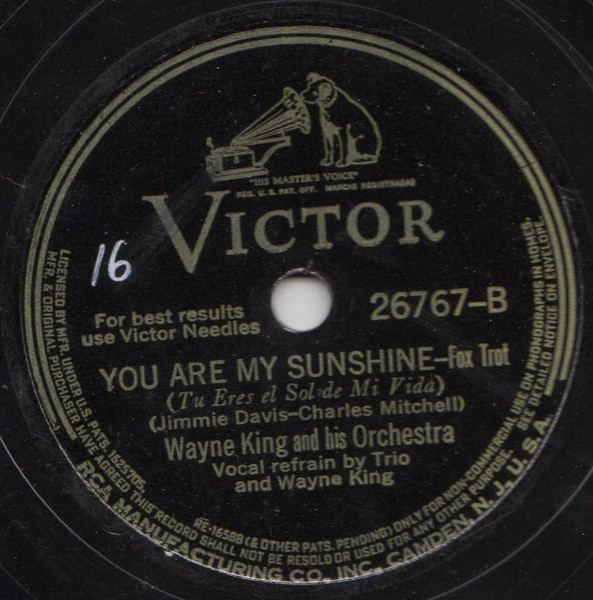 "HIS MASTER'S VOICE"
REG. U. S. PAT. OFF. MARCAS REGISTRADAS
VICTOR
16
For best results
use Victor Needles
26767-B
YOU ARE MY SUNSHINE-Fox Trot
(Tu Eres el Sol de Mi Vida)
(Jimmie Davis-Charles Mitchell)
Wayne King and his Orchestra
Vocal refrain by Trio
and Wayne King
LICENSED BY MFR. UNDER U.S. PATS. 1625705, RE-16588 (& OTHER PATS. PENDING) ONLY FOR NON-COMMERCIAL USE ON PHONOGRAPHS IN HOMES.
MFR. & ORIGINAL PURCHASER HAVE AGREED THIS RECORD SHALL NOT BE RESOLD OR USED FOR ANY OTHER PURPOSE. SEE DETAILED NOTICE ON ENVELOPE.
RCA MANUFACTURING CO., INC., CAMDEN, N. J., U. S. A.